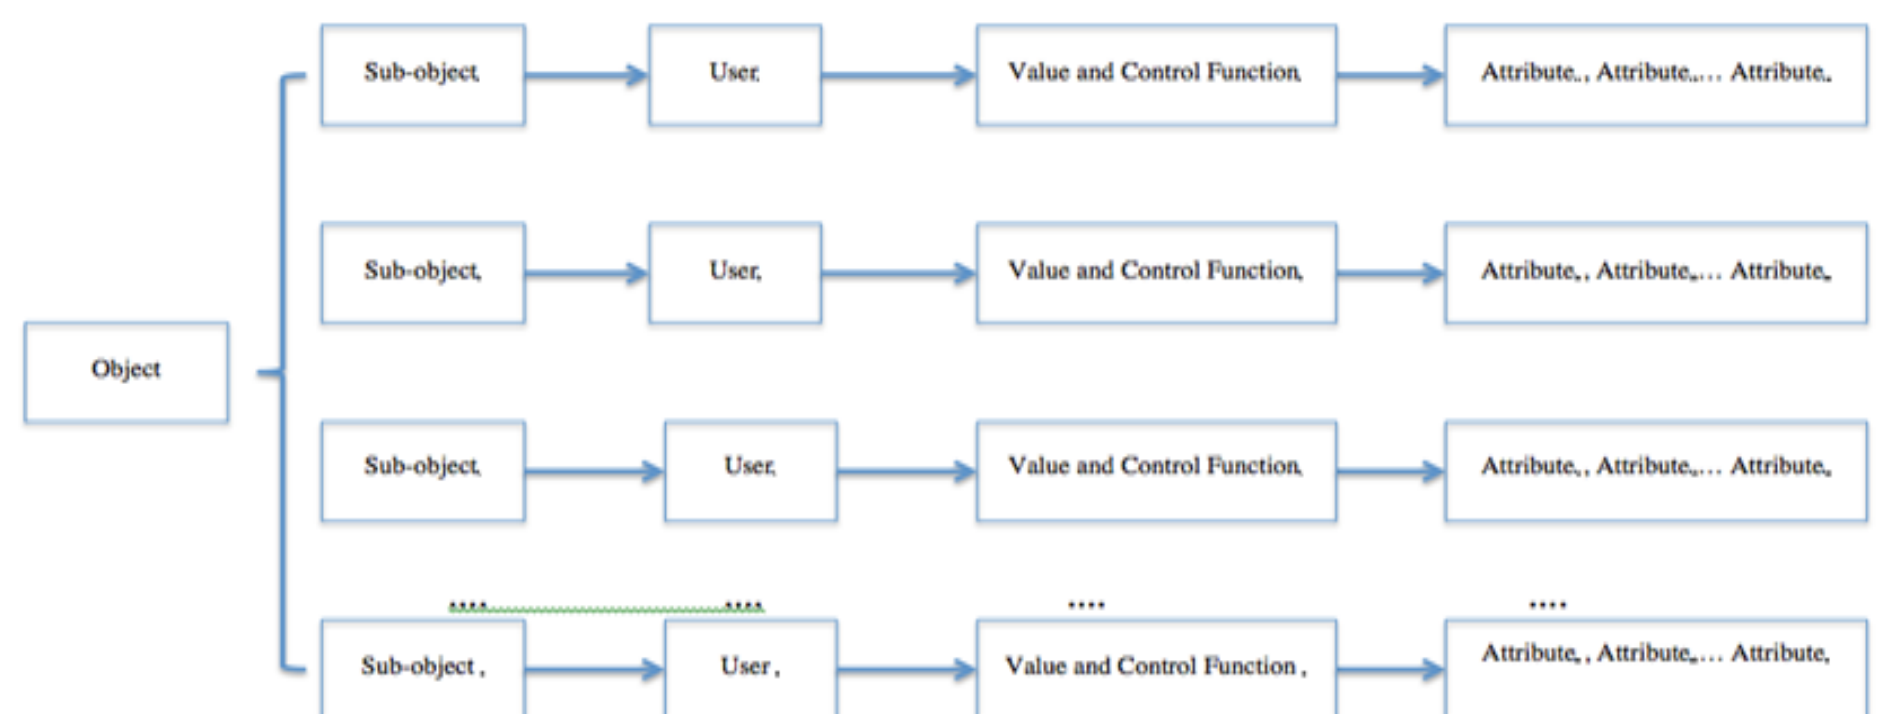 Sub-object User Value and Control Function Attribute , Attribute … Attribute
Sub-object User Value and Control Function Attribute , Attribute … Attribute
Object
Sub-object User Value and Control Function Attribute , Attribute … Attribute
.... .... .... ....
Sub-object User Value and Control Function Attribute , Attribute … Attribute